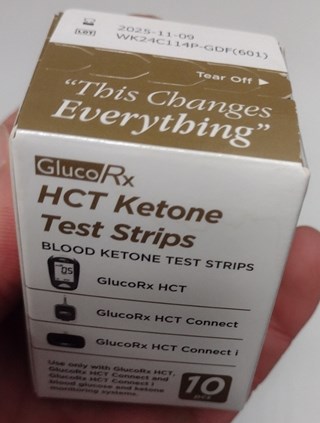 2025-11-09
LOT WK24C114P-GDF(601)
Tear Off
"This Changes
Everything"
GlucoRx
HCT Ketone
Test Strips
BLOOD KETONE TEST STRIPS
GlucoRx HCT
GlucoRx HCT Connect
GlucoRx HCT Connect i
Use only with GlucoRx HCT,
GlucoRx HCT Connect and
GlucoRx HCT Connect i
blood glucose and ketone
monitoring systems.
10
pcs